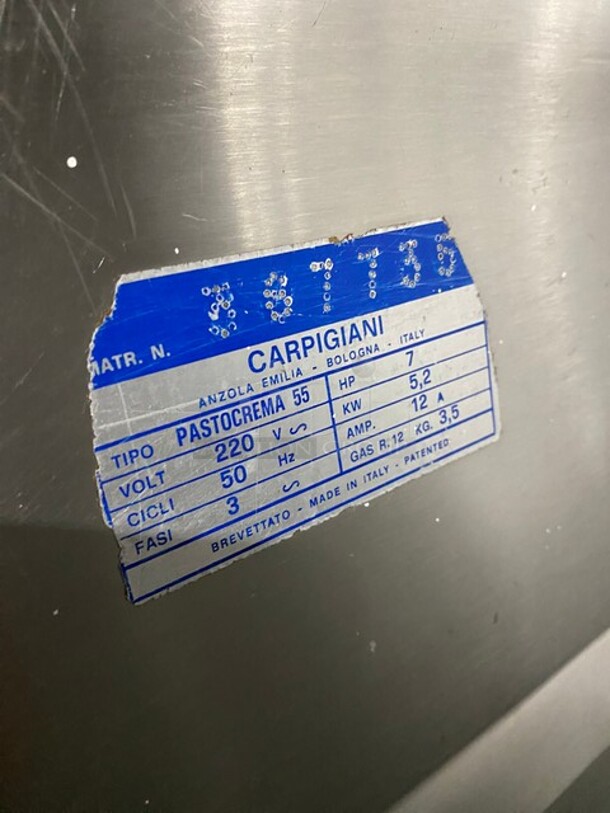 MATR. N.
CARPIGIANI
ANZOLA EMILIA - BOLOGNA - ITALY
TIPO PASTOCREMA 55
VOLT 220 V ∽
CICLI 50 Hz
FASI 3 ∽
HP 7
KW 5,2
AMP. 12 A
GAS R.12 KG. 3,5
BREVETTATO - MADE IN ITALY - PATENTED